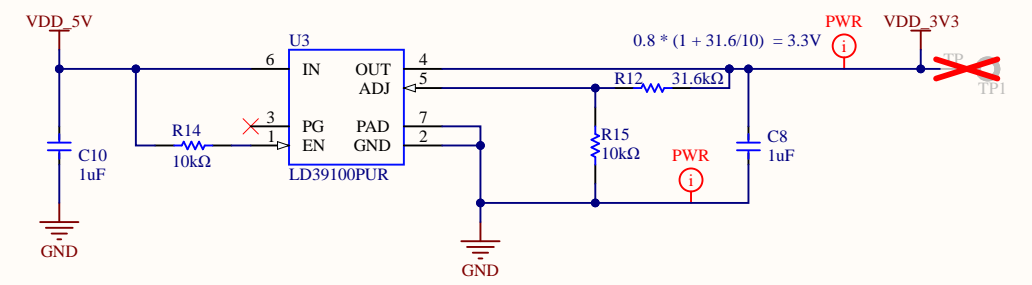 VDD_5V
0.8 * (1 + 31.6/10) = 3.3V
PWR
VDD_3V3
U3
6
IN
OUT
4
TP
TP1
ADJ
5
R12
31.6kΩ
3
PG
PAD
7
R14
10kΩ
1
EN
GND
2
R15
10kΩ
C8
1uF
C10
1uF
LD39100PUR
PWR
i
i
GND
GND